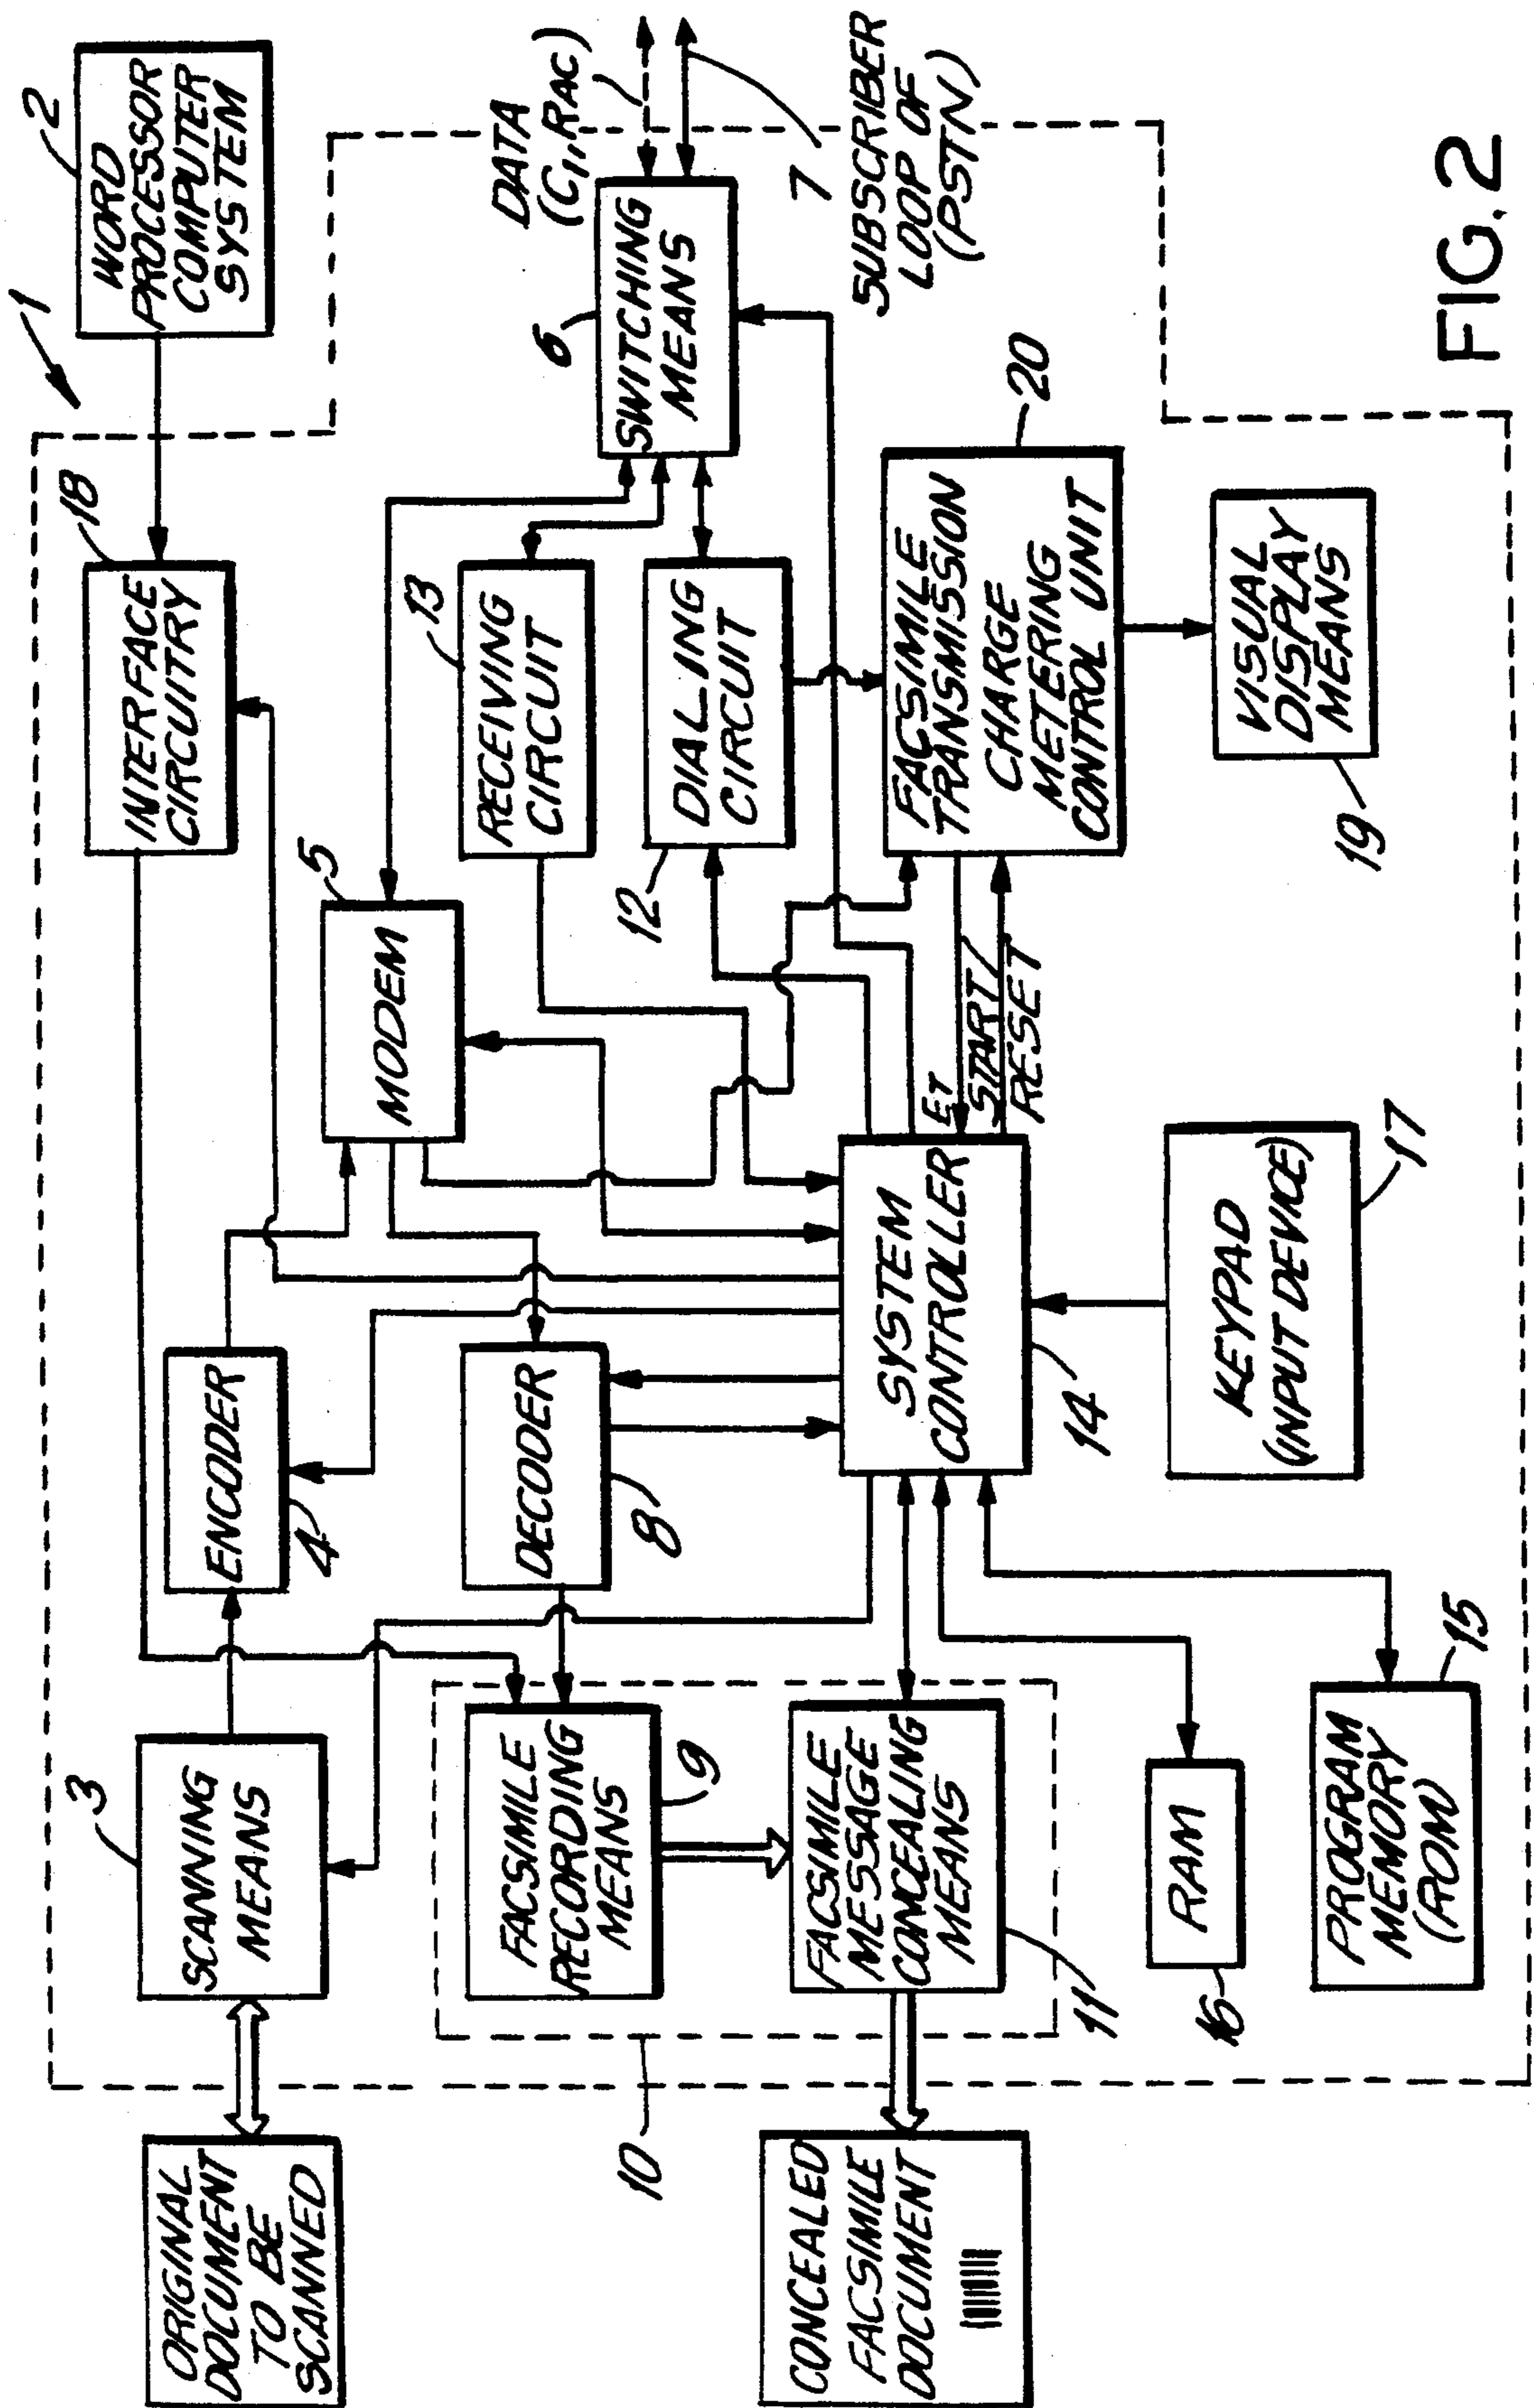 1
2
WORD
PROCESSOR
COMPUTER
SYSTEM
18
INTERFACE
CIRCUITRY
DATA
(C1, RAC)
6
SWITCHING
MEANS
7
SUBSCRIBER
LOOP OF
(PSTN)
5
MODEM
13
RECEIVING
CIRCUIT
12
DIALING
CIRCUIT
20
FACSIMILE
TRANSMISSION
CHARGE
METERING
CONTROL UNIT
19
VISUAL
DISPLAY
MEANS
ET
START/
RESET
4
ENCODER
8
DECODER
14
SYSTEM
CONTROLLER
17
KEYPAD
(INPUT DEVICE)
3
SCANNING
MEANS
9
FACSIMILE
RECORDING
MEANS
11
FACSIMILE
MESSAGE
CONCEALING
MEANS
10
16
RAM
15
PROGRAM
MEMORY
(ROM)
ORIGINAL
DOCUMENT
TO BE
SCANNED
CONCEALED
FACSIMILE
DOCUMENT
FIG. 2